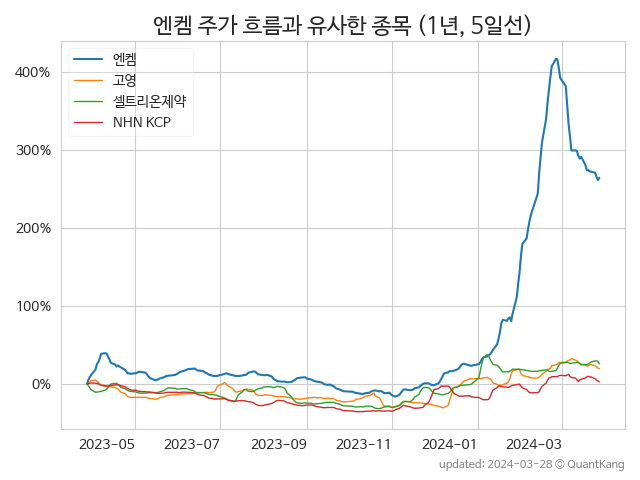 엔켐 주가 흐름과 유사한 종목 (1년, 5일선)
엔켐
고영
셀트리온제약
NHN KCP
400%
300%
200%
100%
0%
2023-05 2023-07 2023-09 2023-11 2024-01 2024-03
updated: 2024-03-28 © QuantKang